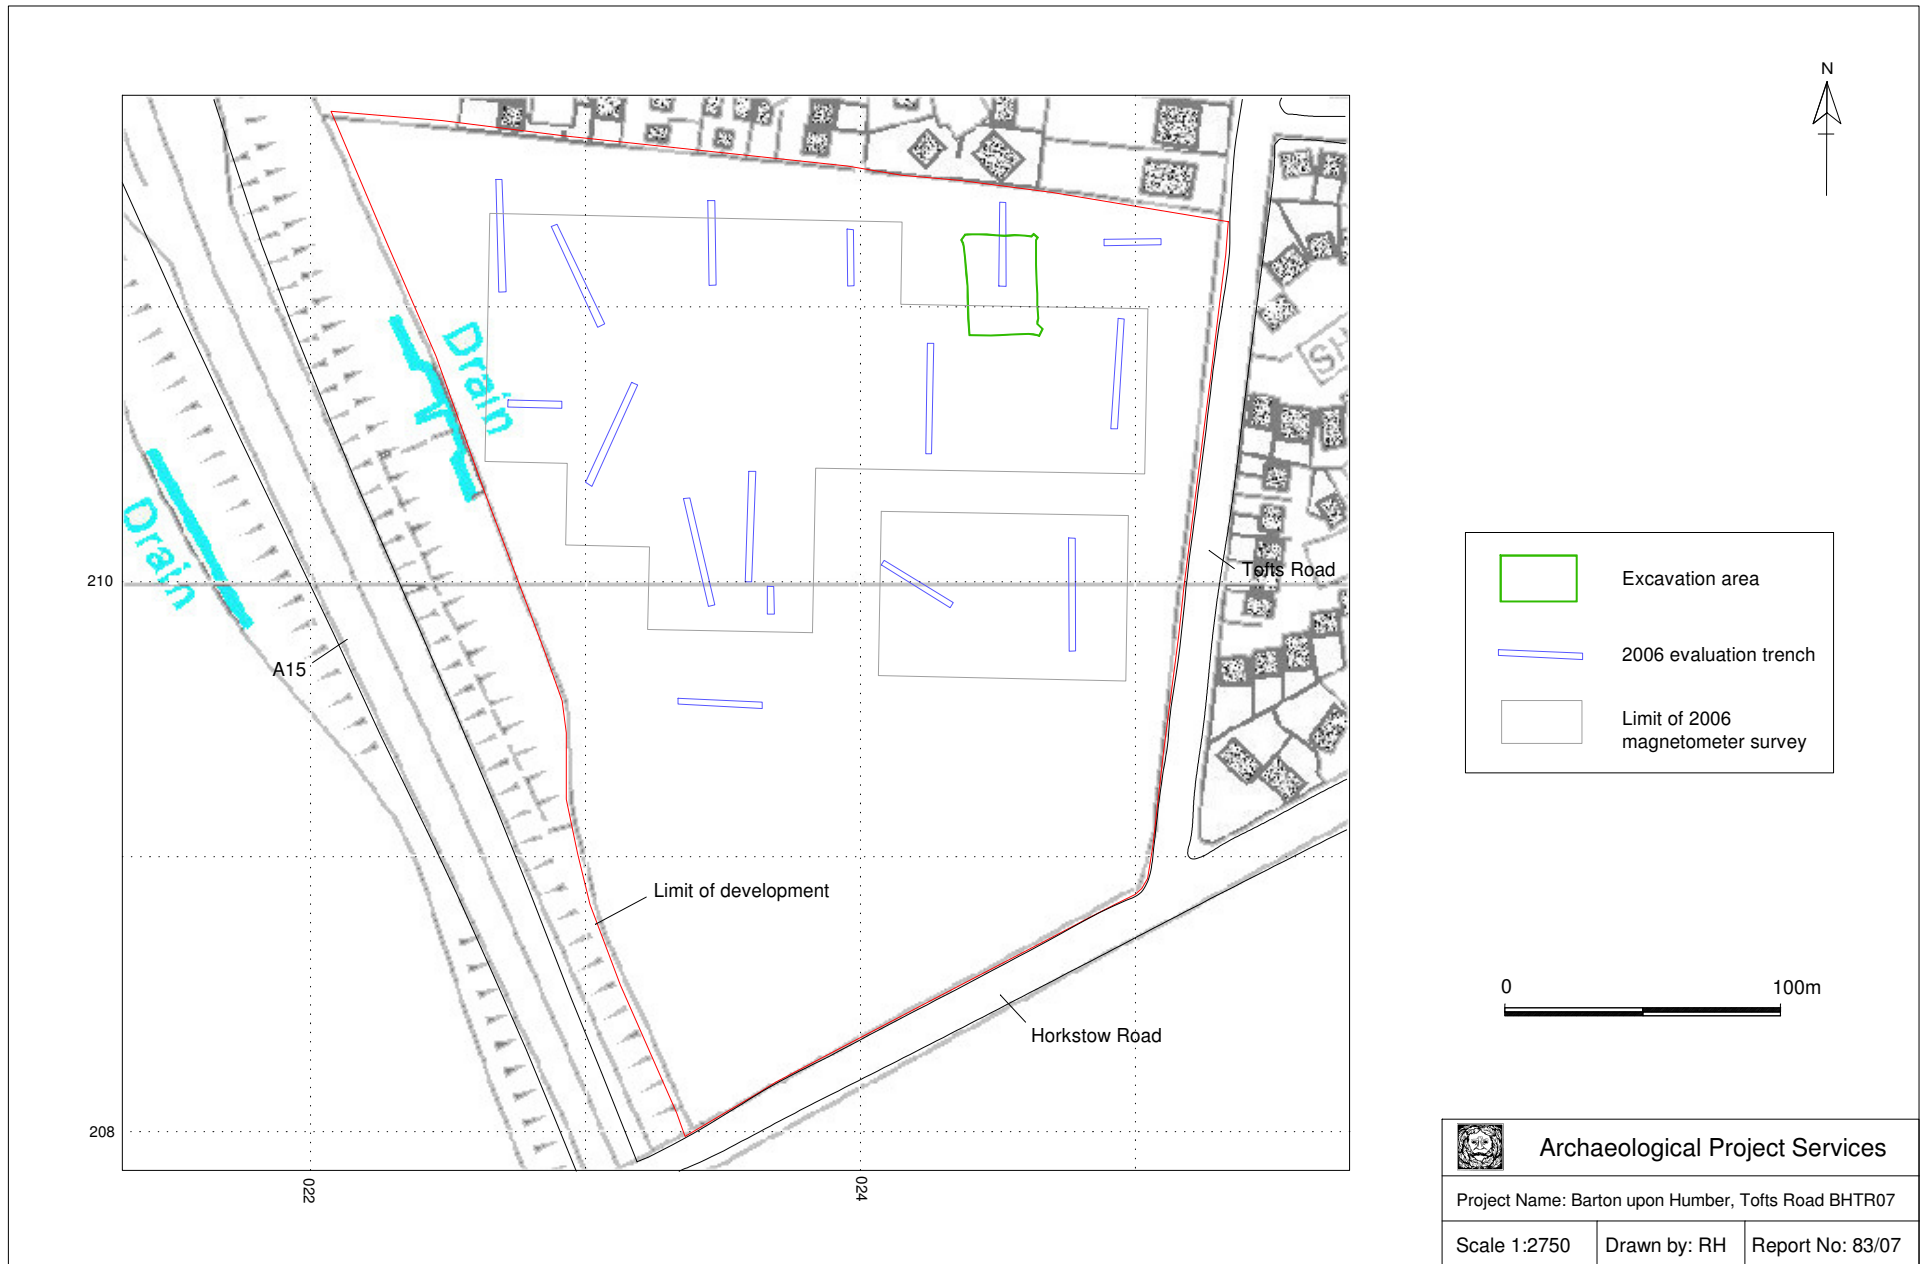 N
Drain
Drain
210
Tofts Road
A15
Limit of development
Horkstow Road
208
022
024
SH
Excavation area
2006 evaluation trench
Limit of 2006
magnetometer survey
0 100m
Archaeological Project Services
Project Name: Barton upon Humber, Tofts Road BHTR07
Scale 1:2750 Drawn by: RH Report No: 83/07